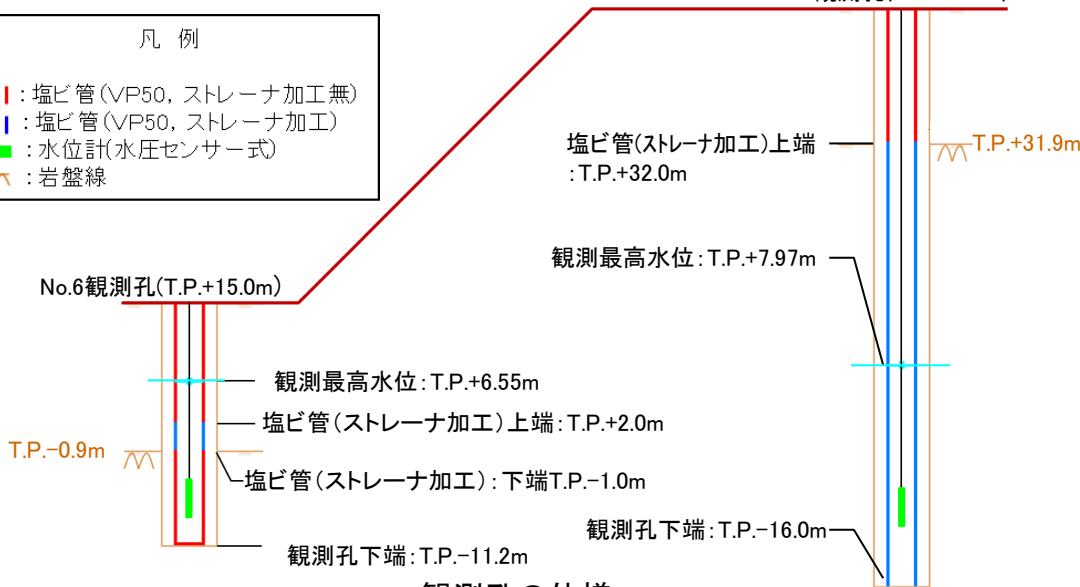 凡 例
:塩ビ管(VP50, ストレーナ加工無)
:塩ビ管(VP50, ストレーナ加工)
:水位計(水圧センサー式)
:岩盤線
塩ビ管(ストレーナ加工)上端
:T.P.+32.0m
T.P.+31.9m
観測最高水位:T.P.+7.97m
No.6観測孔(T.P.+15.0m)
観測最高水位:T.P.+6.55m
塩ビ管(ストレーナ加工)上端:T.P.+2.0m
T.P.-0.9m
塩ビ管(ストレーナ加工):下端T.P.-1.0m
観測孔下端:T.P.-16.0m
観測孔下端:T.P.-11.2m